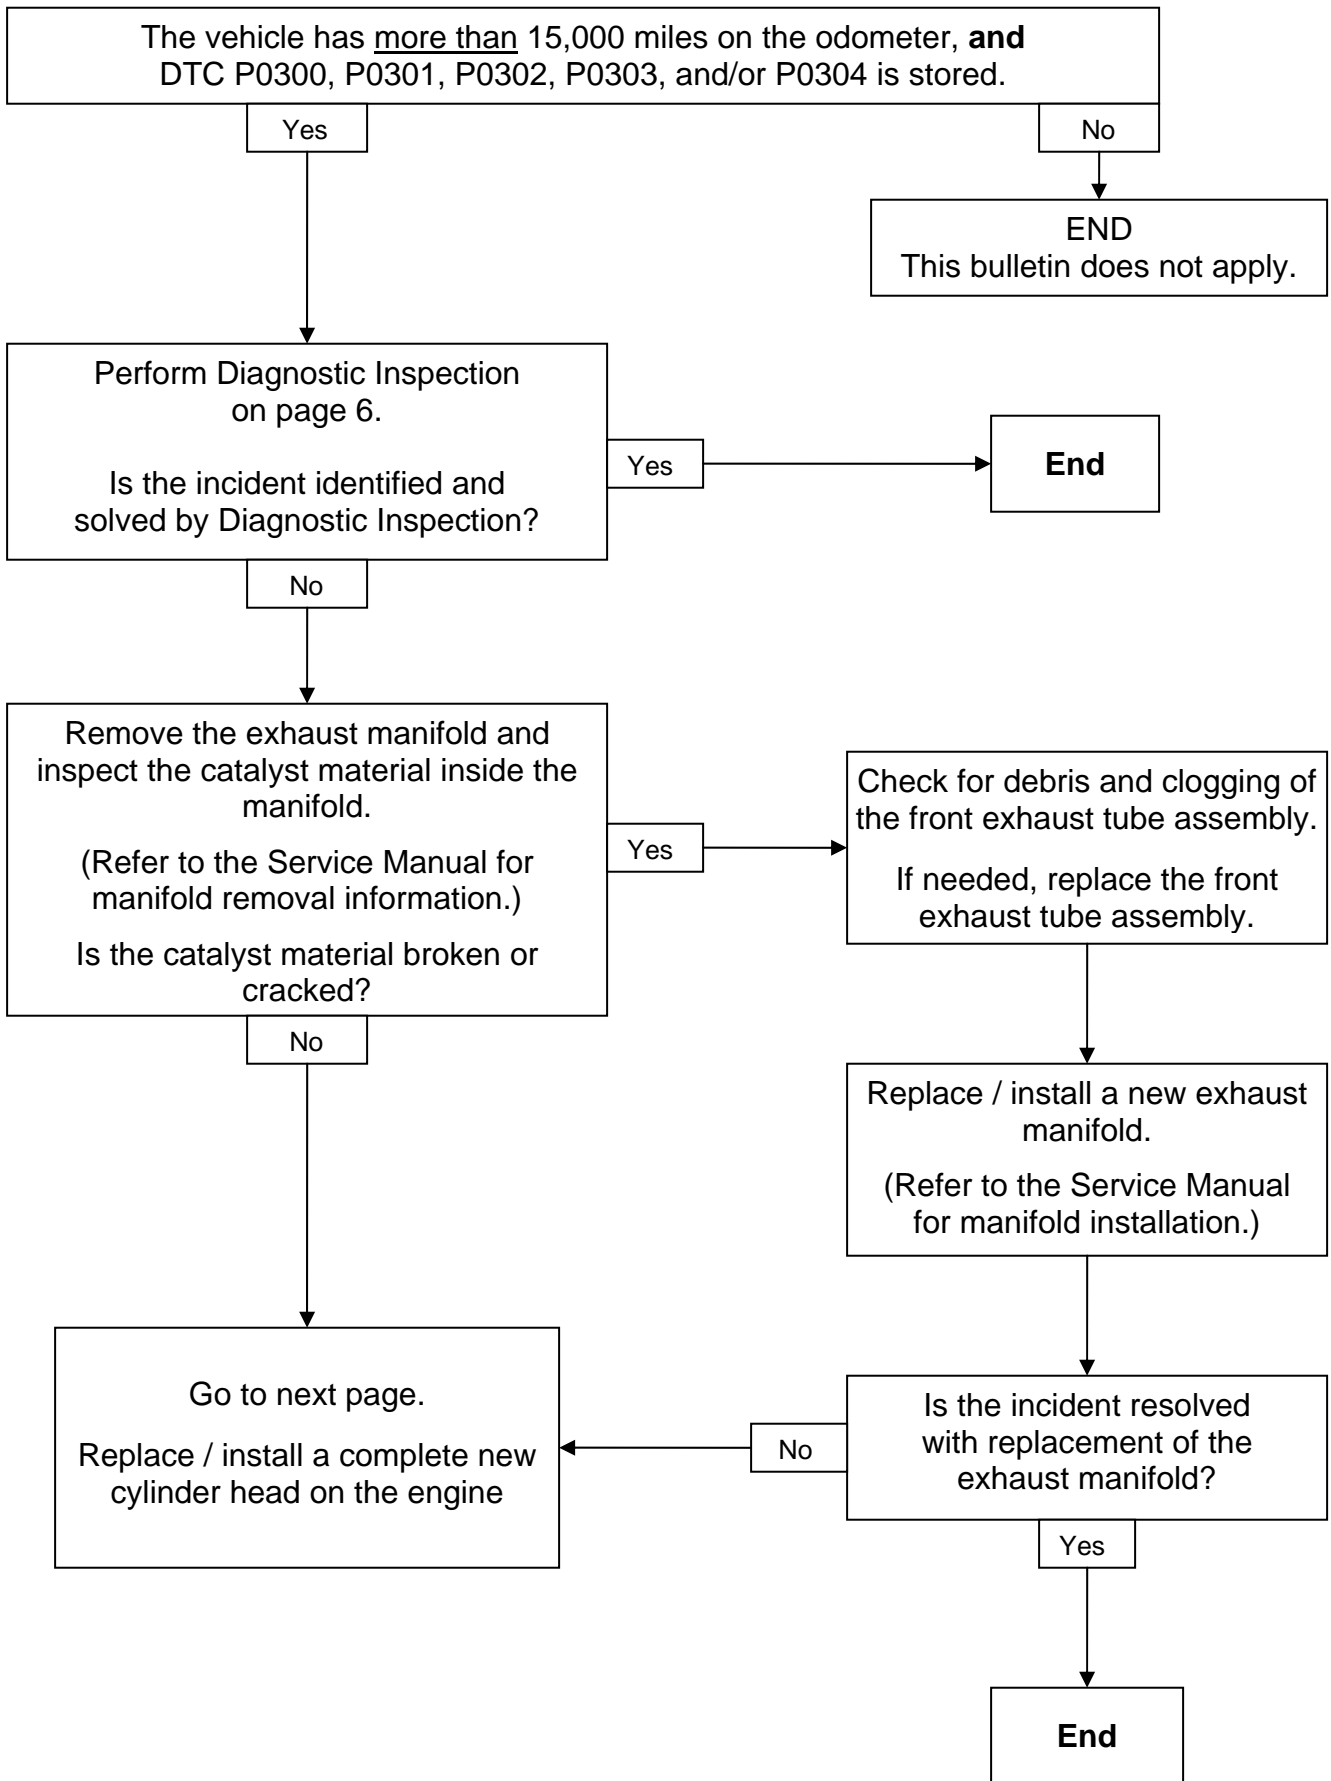 The vehicle has more than 15,000 miles on the odometer, and
DTC P0300, P0301, P0302, P0303, and/or P0304 is stored.
Yes
No
END
This bulletin does not apply.
Perform Diagnostic Inspection
on page 6.
Is the incident identified and
solved by Diagnostic Inspection?
Yes
End
No
Remove the exhaust manifold and
inspect the catalyst material inside the
manifold.
(Refer to the Service Manual for
manifold removal information.)
Is the catalyst material broken or
cracked?
Yes
Check for debris and clogging of
the front exhaust tube assembly.
If needed, replace the front
exhaust tube assembly.
No
Replace / install a new exhaust
manifold.
(Refer to the Service Manual
for manifold installation.)
Go to next page.
Replace / install a complete new
cylinder head on the engine
No
Is the incident resolved
with replacement of the
exhaust manifold?
Yes
End